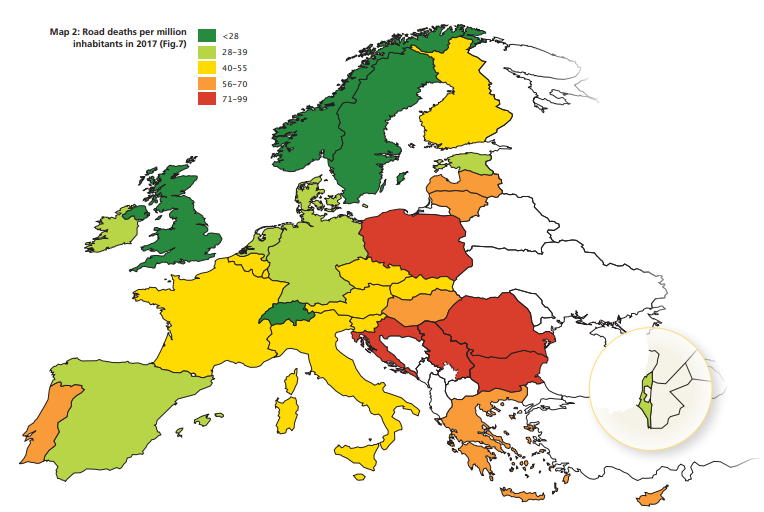 Map 2: Road deaths per million
inhabitants in 2017 (Fig.7)
<28
28–39
40–55
56–70
71–99